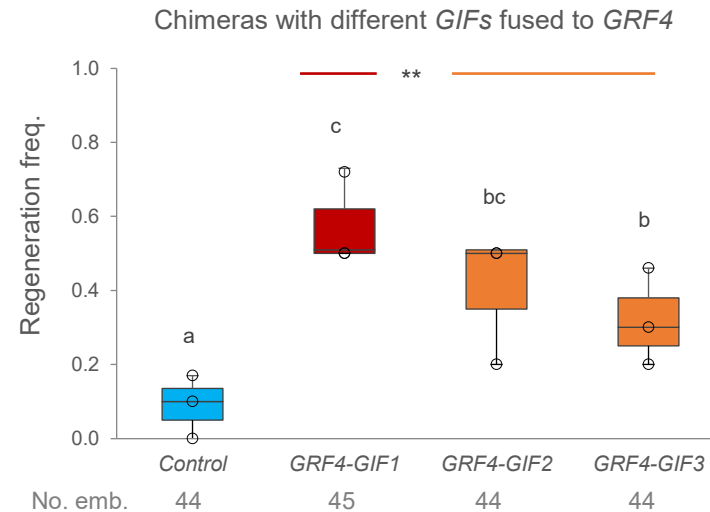 Chimeras with different GIFs fused to GRF4
**
Regeneration freq.
1.0
0.8
0.6
0.4
0.2
0.0
a
c
bc
b
Control GRF4-GIF1 GRF4-GIF2 GRF4-GIF3
No. emb. 44 45 44 44